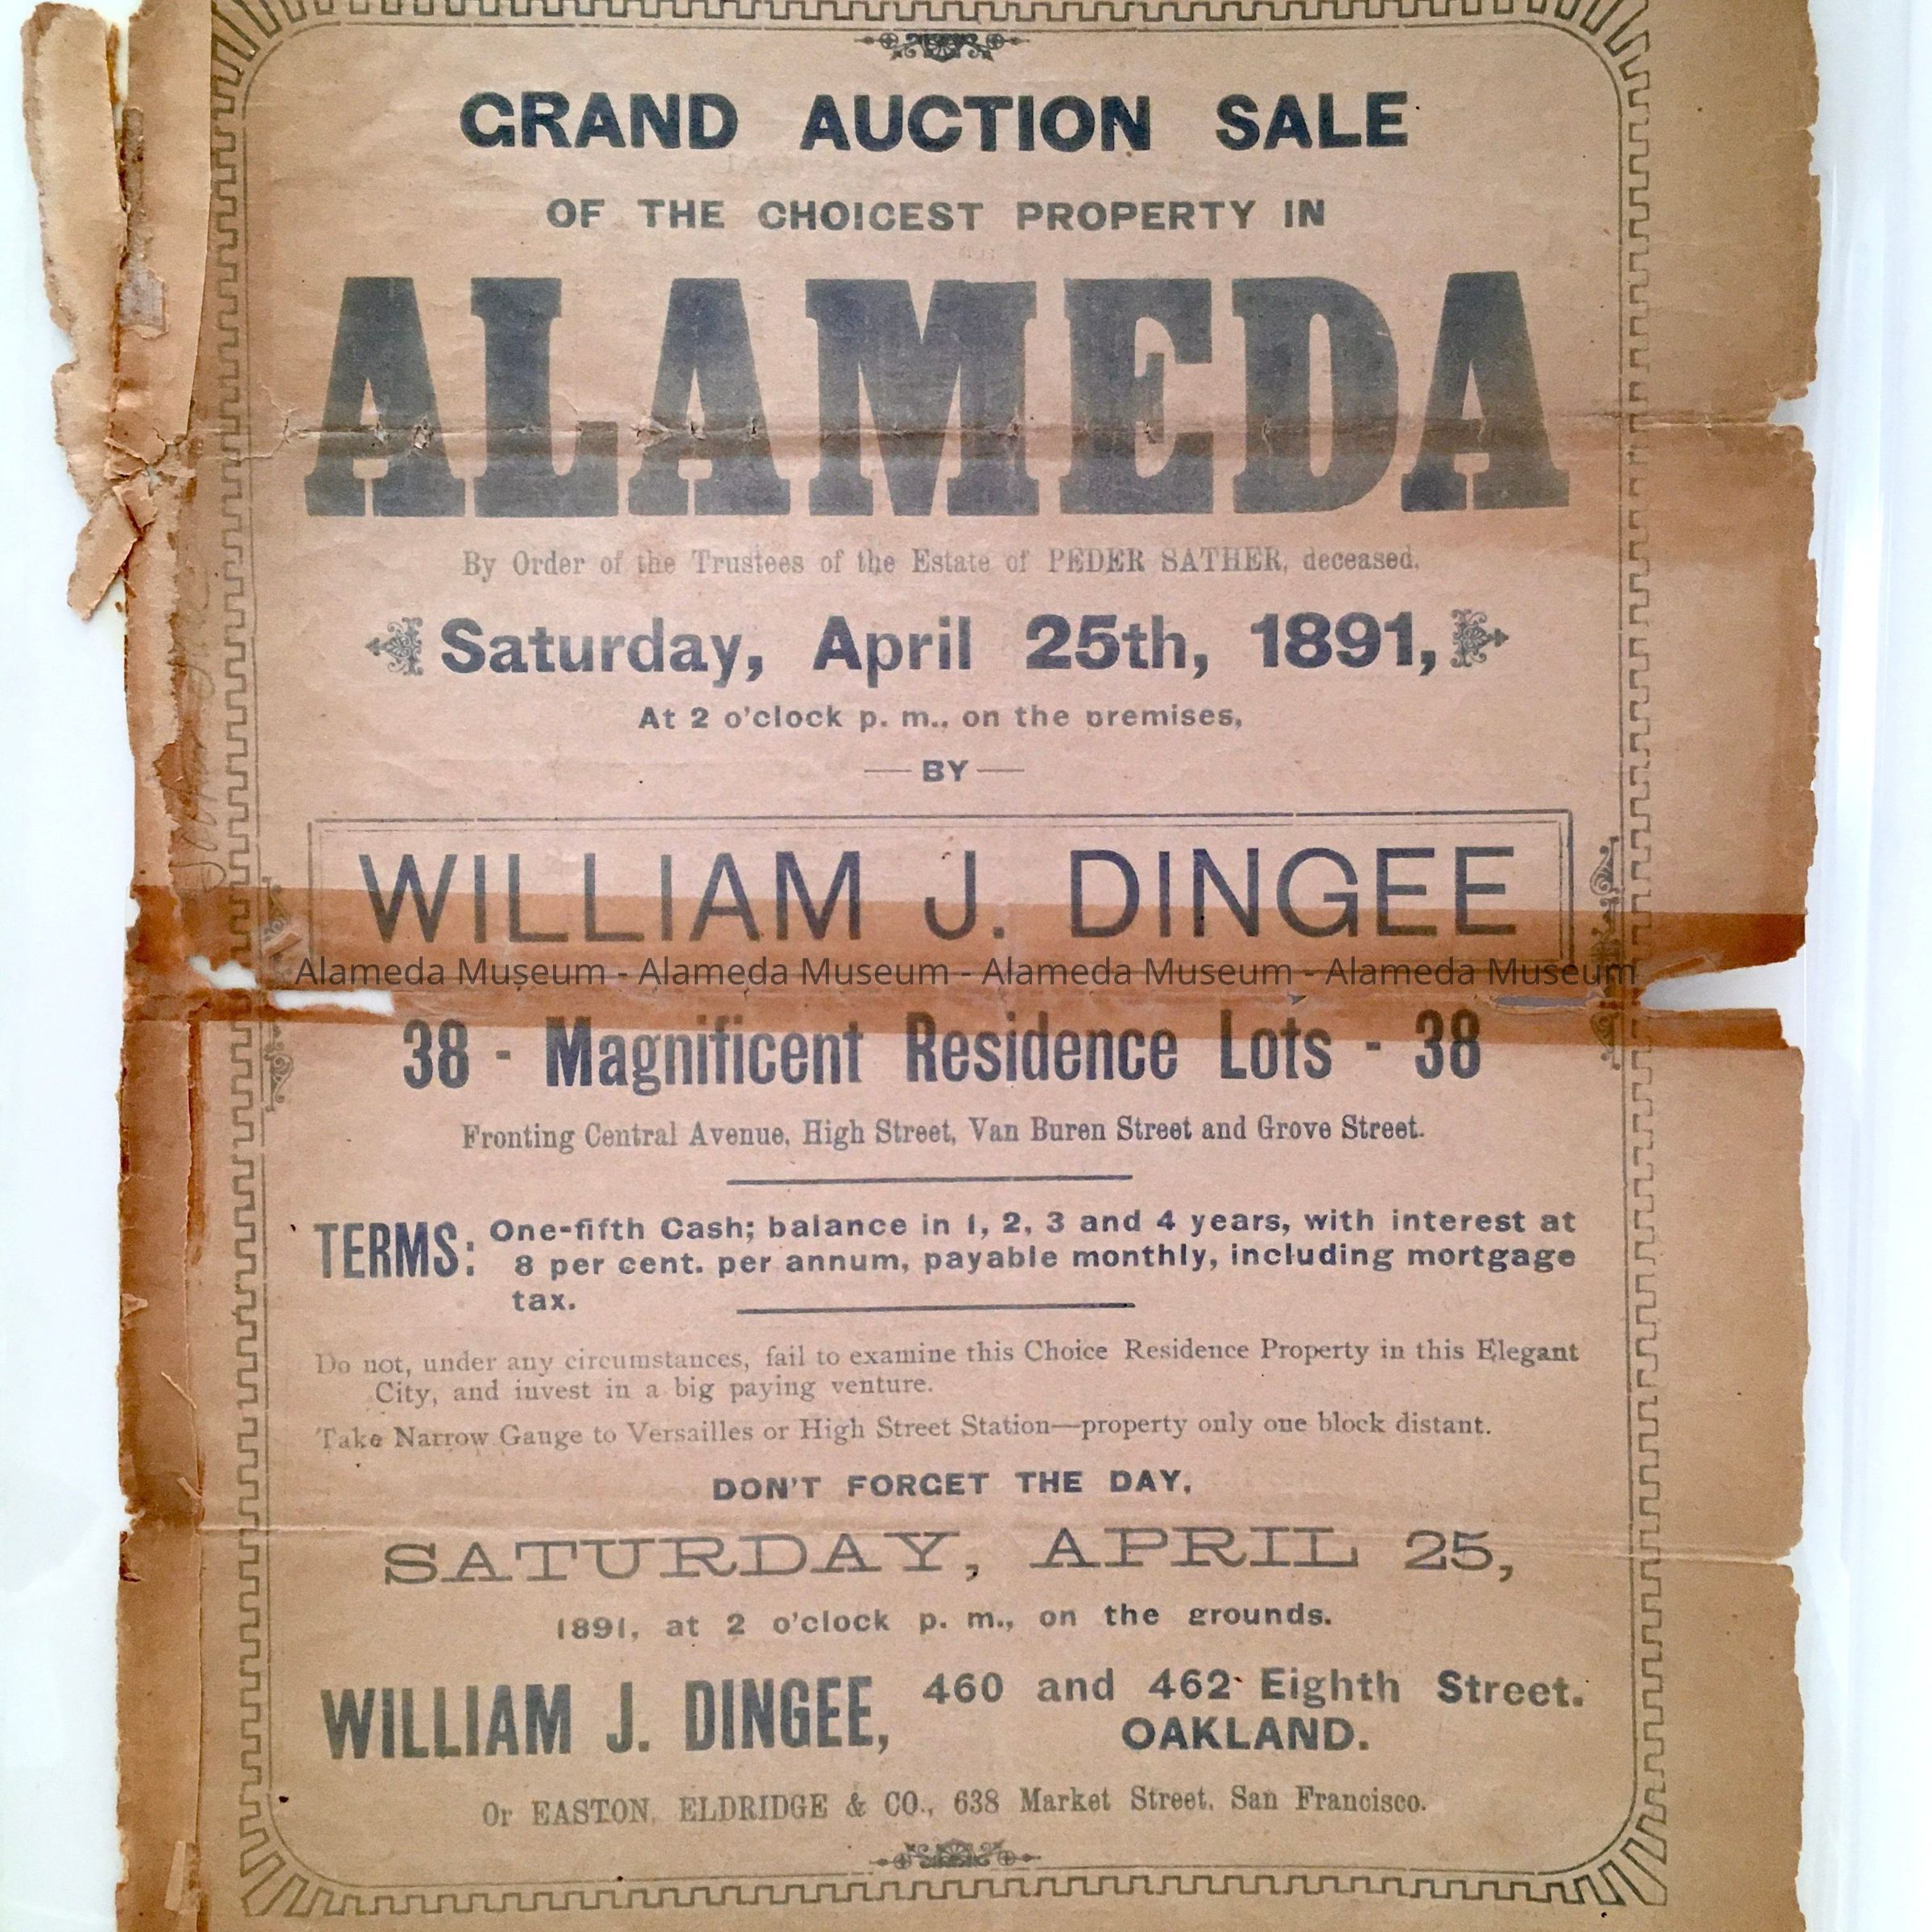 GRAND AUCTION SALE
OF THE CHOICEST PROPERTY IN
ALAMEDA
By Order of the Trustees of the Estate of PEDER SATHER, deceased.
Saturday, April 25th, 1891,
At 2 o'clock p. m., on the premises,
— BY —
WILLIAM J. DINGEE
Alameda Museum - Alameda Museum - Alameda Museum - Alameda Museum
38 - Magnificent Residence Lots - 38
Fronting Central Avenue, High Street, Van Buren Street and Grove Street.
TERMS: One-fifth Cash; balance in 1, 2, 3 and 4 years, with interest at
8 per cent. per annum, payable monthly, including mortgage
tax.
Do not, under any circumstances, fail to examine this Choice Residence Property in this Elegant
City, and invest in a big paying venture.
Take Narrow Gauge to Versailles or High Street Station—property only one block distant.
DON'T FORGET THE DAY,
SATURDAY, APRIL 25,
1891, at 2 o'clock p. m., on the grounds.
WILLIAM J. DINGEE, 460 and 462 Eighth Street.
OAKLAND.
Or EASTON, ELDRIDGE & CO., 638 Market Street, San Francisco.